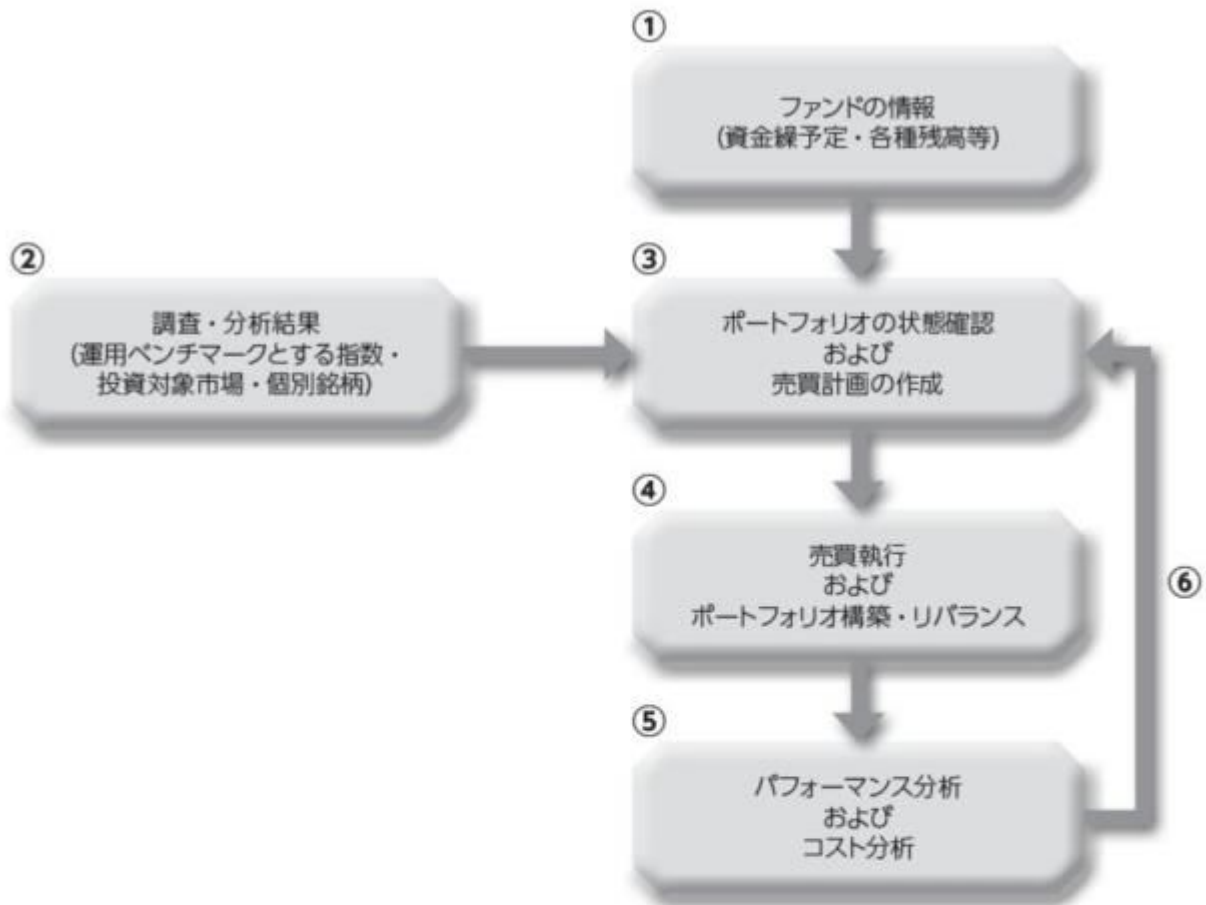 ①
ファンドの情報
(資金繰予定・各種残高等)
②
調査・分析結果
(運用ベンチマークとする指数・
投資対象市場・個別銘柄)
③
ポートフォリオの状態確認
および
売買計画の作成
④
売買執行
および
ポートフォリオ構築・リバランス
⑥
⑤
パフォーマンス分析
および
コスト分析